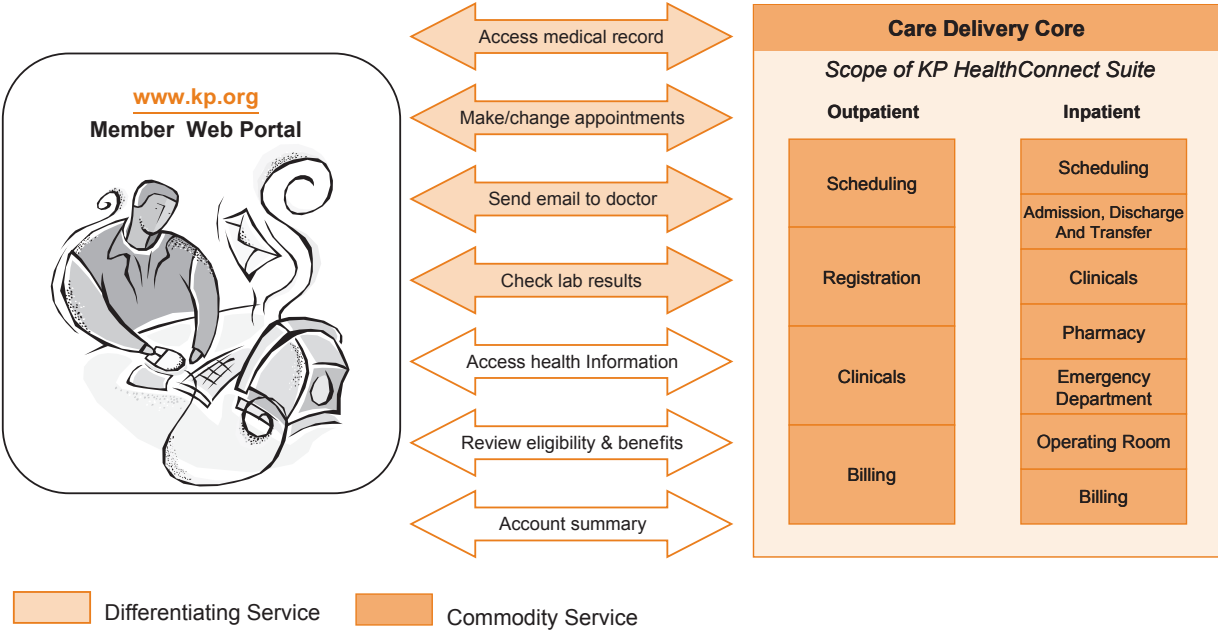 www.kp.org
Member Web Portal
Access medical record
Make/change appointments
Send email to doctor
Check lab results
Access health Information
Review eligibility & benefits
Account summary
Care Delivery Core
Scope of KP HealthConnect Suite
Outpatient
Scheduling
Registration
Clinicals
Billing
Inpatient
Scheduling
Admission, Discharge
And Transfer
Clinicals
Pharmacy
Emergency
Department
Operating Room
Billing
Differentiating Service
Commodity Service